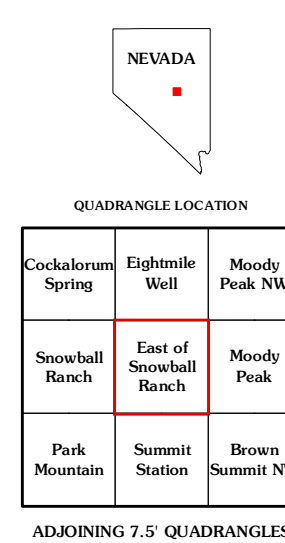 NEVADA
QUADRANGLE LOCATION
Cockalorum Eightmile Moody
Spring Well Peak NW
Snowball East of Moody
Ranch Snowball Peak
Ranch
Park Summit Brown
Mountain Station Summit N
ADJOINING 7.5' QUADRANGLES